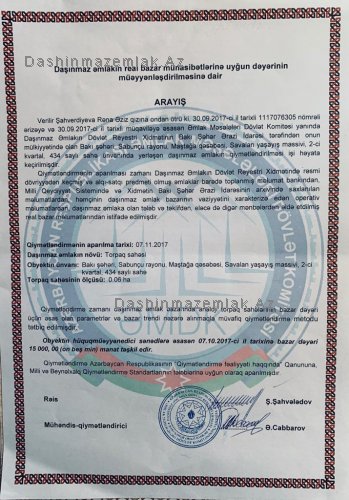 Dashinmazemlak.Az
Daşınmaz əmlakın real bazar münasibətlərinə uyğun dəyərinin
müəyyənləşdirilməsinə dair
ARAYIŞ
Verilir Şahverdiyeva Rəna Əziz qızına ondan ötrü ki, 30.09.2017-ci il tarixli 1117076305 nömrəli
ərizəyə və 30.09.2017-ci il tarixli müqaviləyə əsasən Əmlak Məsələləri Dövlət Komitəsi yanında
Daşınmaz Əmlakın Dövlət Reyestri Xidmətinin Bakı Şəhər Ərazi İdarəsi tərəfindən onun
mülkiyyətində olan Bakı şəhər, Sabunçu rayonu, Maştağa qəsəbəsi, Savalan yaşayış massivi, 2-ci
kvartal, 434 saylı sahə ünvanında yerləşən daşınmaz əmlakın qiymətləndirilməsi işi həyata
keçirilmişdir.
Qiymətləndirilmənin aparılması zamanı Daşınmaz Əmlakın Dövlət Reyestri Xidmətində rəsmi
dövriyyədən keçmiş və alqı-satqı predmeti olmuş əmlaklar barədə toplanmış məlumat bankından,
Milli Qeydiyyat Sistemində və Xidmətin Bakı Şəhər Ərazi İdarəsinin arxivində saxlanılan
məlumatlardan, həmçinin daşınmaz əmlak bazarının vəziyyətini xarakterizə edən operativ
məlumatlardan, daşınmaz əmlaka olan tələb və təklifdən, eləcə də digər mənbələrdən əldə edilmiş
real bazar məlumatlarından istifadə edilmişdir.
Qiymətləndirmənin aparılma tarixi: 07.11.2017
Daşınmaz əmlakın növü: Torpaq sahəsi
Obyektin ünvanı: Bakı şəhəri, Sabunçu rayonu, Maştağa qəsəbəsi, Savalan yaşayış massivi, 2-ci
kvartal, 434 saylı sahə
Torpaq sahəsinin ölçüsü: 0.06 ha
Dashinmazemlak.Az
Qiymətləndirmə zamanı daşınmaz əmlak bazarında analoji torpaq sahələrinin bazar dəyəri
üçün əsas olan parametrlər və bazar trendi nəzərə alınmaqla müvafiq qiymətləndirmə metodu
tətbiq edilmişdir.
Obyektin hüquqmüəyyənedici sənədlərə əsasən 07.10.2017-ci il tarixinə bazar dəyəri
15 000, 00 (on beş min) manat təşkil edir.
Qiymətləndirmə Azərbaycan Respublikasının Qiymətləndirmə fəaliyyəti haqqında Qanununa,
Milli və Beynəlxalq Qiymətləndirmə Standartlarının tələblərinə uyğun olaraq aparılmışdır.
Rəis
Ş.Şahvələdov
Mühəndis-qiymətləndirici
Ə.Cabbarov